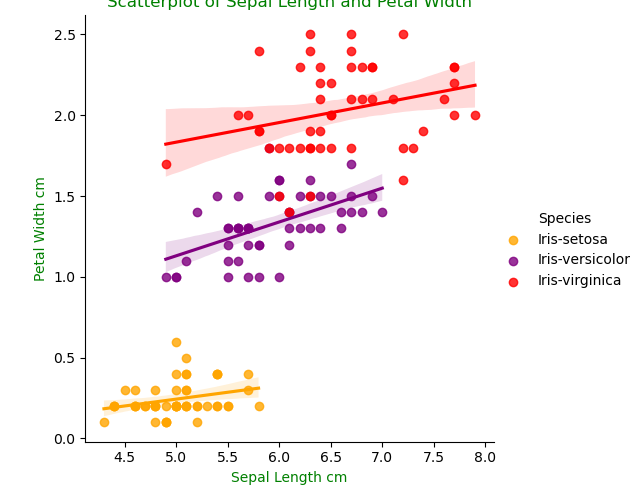 Scatterplot of Sepal Length and Petal Width
2.5
2.0
1.5
1.0
0.5
0.0
Petal Width cm
4.5 5.0 5.5 6.0 6.5 7.0 7.5 8.0
Sepal Length cm
Species
Iris-setosa
Iris-versicolor
Iris-virginica